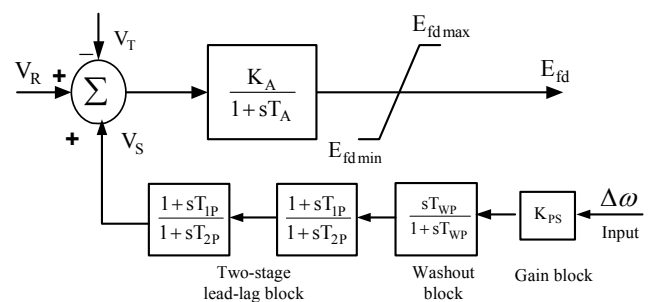 V_T
−
V_R
+
Σ
+
V_S
K_A
1 + sT_A
E_fd max
E_fd
E_fd min
1 + sT_1P
1 + sT_2P
1 + sT_1P
1 + sT_2P
sT_WP
1 + sT_WP
K_PS
Δω
Input
Two-stage
lead-lag block
Washout
block
Gain block